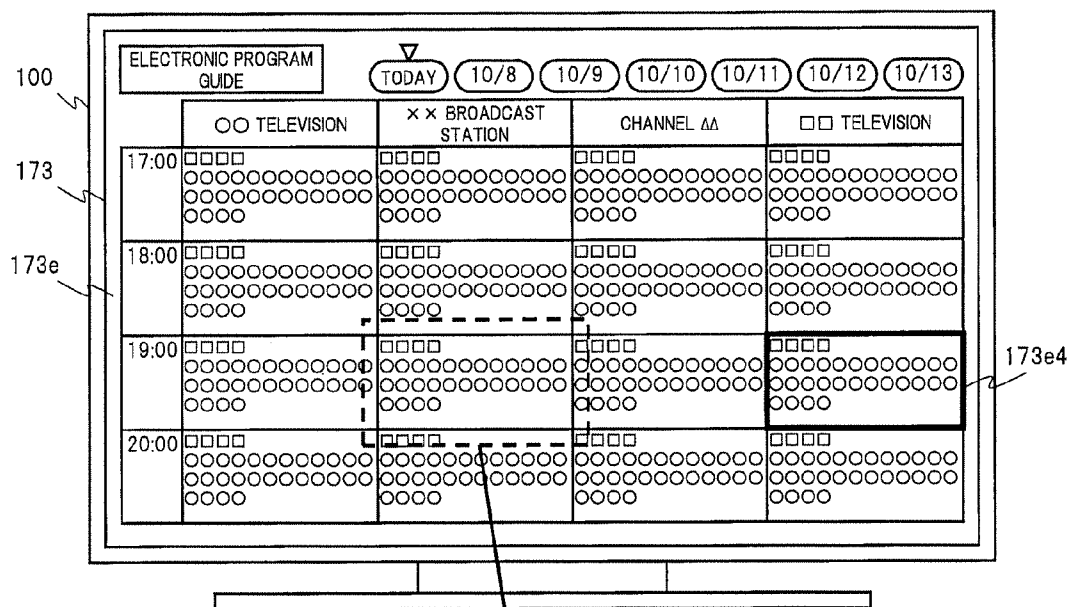 ELECTRONIC PROGRAM
GUIDE
▽
TODAY 10/8 10/9 10/10 10/11 10/12 10/13
100
○○ TELEVISION
×× BROADCAST
STATION
CHANNEL ΔΔ
□□ TELEVISION
173
17:00 □□□□ □□□□ □□□□ □□□□
○○○○○○○○○○○○ ○○○○○○○○○○○○ ○○○○○○○○○○○○ ○○○○○○○○○○○○
○○○○○○○○○○○○ ○○○○○○○○○○○○ ○○○○○○○○○○○○ ○○○○○○○○○○○○
○○○○ ○○○○ ○○○○ ○○○○
173e
18:00 □□□□ □□□□ □□□□ □□□□
○○○○○○○○○○○○ ○○○○○○○○○○○○ ○○○○○○○○○○○○ ○○○○○○○○○○○○
○○○○○○○○○○○○ ○○○○○○○○○○○○ ○○○○○○○○○○○○ ○○○○○○○○○○○○
○○○○ ○○○○ ○○○○ ○○○○
19:00 □□□□ □□□□ □□□□ □□□□
○○○○○○○○○○○○ ○○○○○○○○○○○○ ○○○○○○○○○○○○ ○○○○○○○○○○○○
○○○○○○○○○○○○ ○○○○○○○○○○○○ ○○○○○○○○○○○○ ○○○○○○○○○○○○
○○○○ ○○○○ ○○○○ ○○○○
173e4
20:00 □□□□ □□□□ □□□□ □□□□
○○○○○○○○○○○○ ○○○○○○○○○○○○ ○○○○○○○○○○○○ ○○○○○○○○○○○○
○○○○○○○○○○○○ ○○○○○○○○○○○○ ○○○○○○○○○○○○ ○○○○○○○○○○○○
○○○○ ○○○○ ○○○○ ○○○○